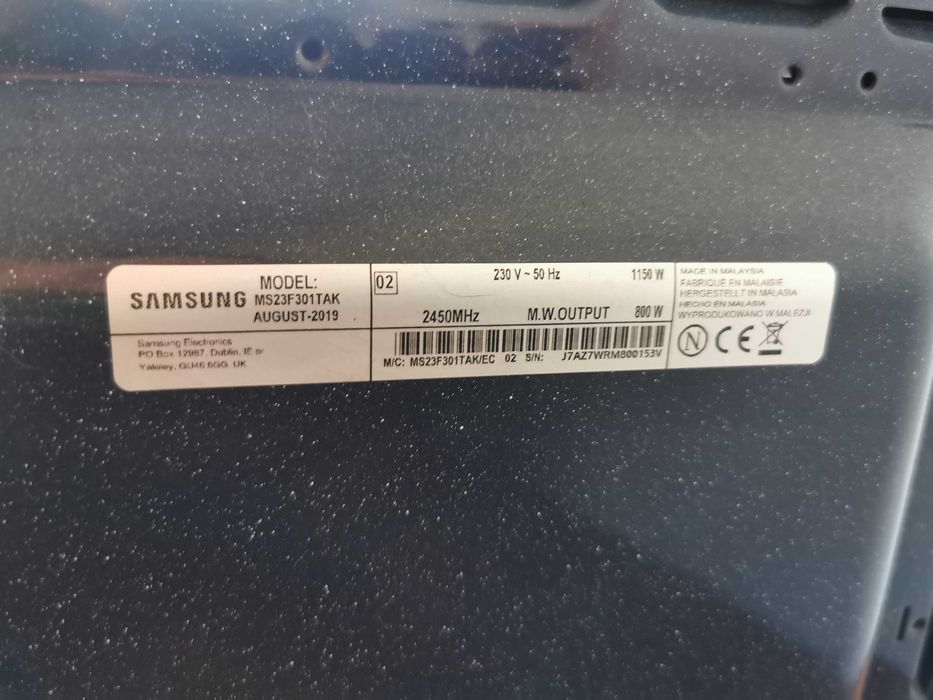 SAMSUNG
MODEL:
MS23F301TAK
AUGUST-2019
Samsung Electronics
PO Box 12987, Dublin, IE or
Yateley, GU46 6GG UK
02
230 V ~ 50 Hz 1150 W
2450MHz M.W.OUTPUT 800 W
M/C: MS23F301TAK/EC 02 S/N: J7AZ7WRM800153V
MADE IN MALAYSIA
FABRIQUE EN MALAISIE
HERGESTELLT IN MALASIA
HECHO EN MALASIA
WYPRODUKOWANO W MALEZJI
N CE